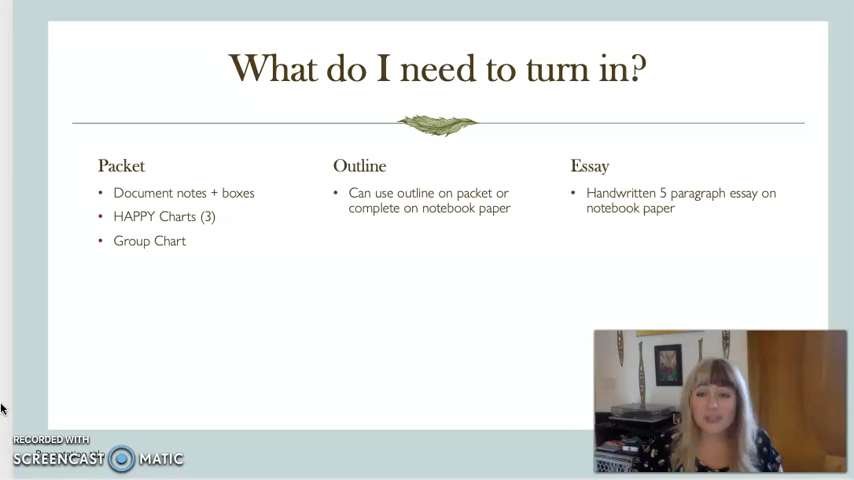 What do I need to turn in?
Packet
• Document notes + boxes
• HAPPY Charts (3)
• Group Chart
Outline
• Can use outline on packet or
complete on notebook paper
Essay
• Handwritten 5 paragraph essay on
notebook paper
RECORDED WITH
SCREENCAST MATIC